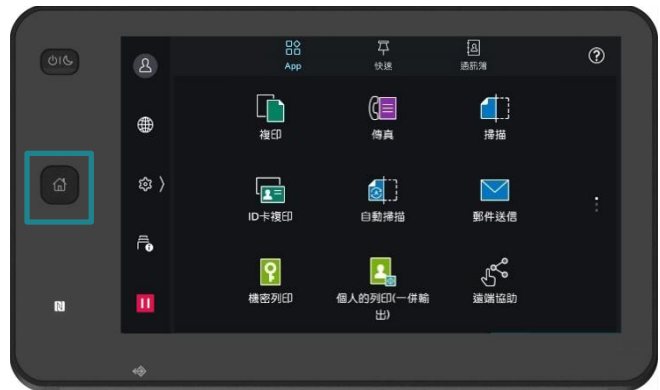 App
快速
通訊簿
複印
傳真
掃描
ID卡複印
自動掃描
郵件送信
機密列印
個人的列印(一併輸
出)
遠端協助